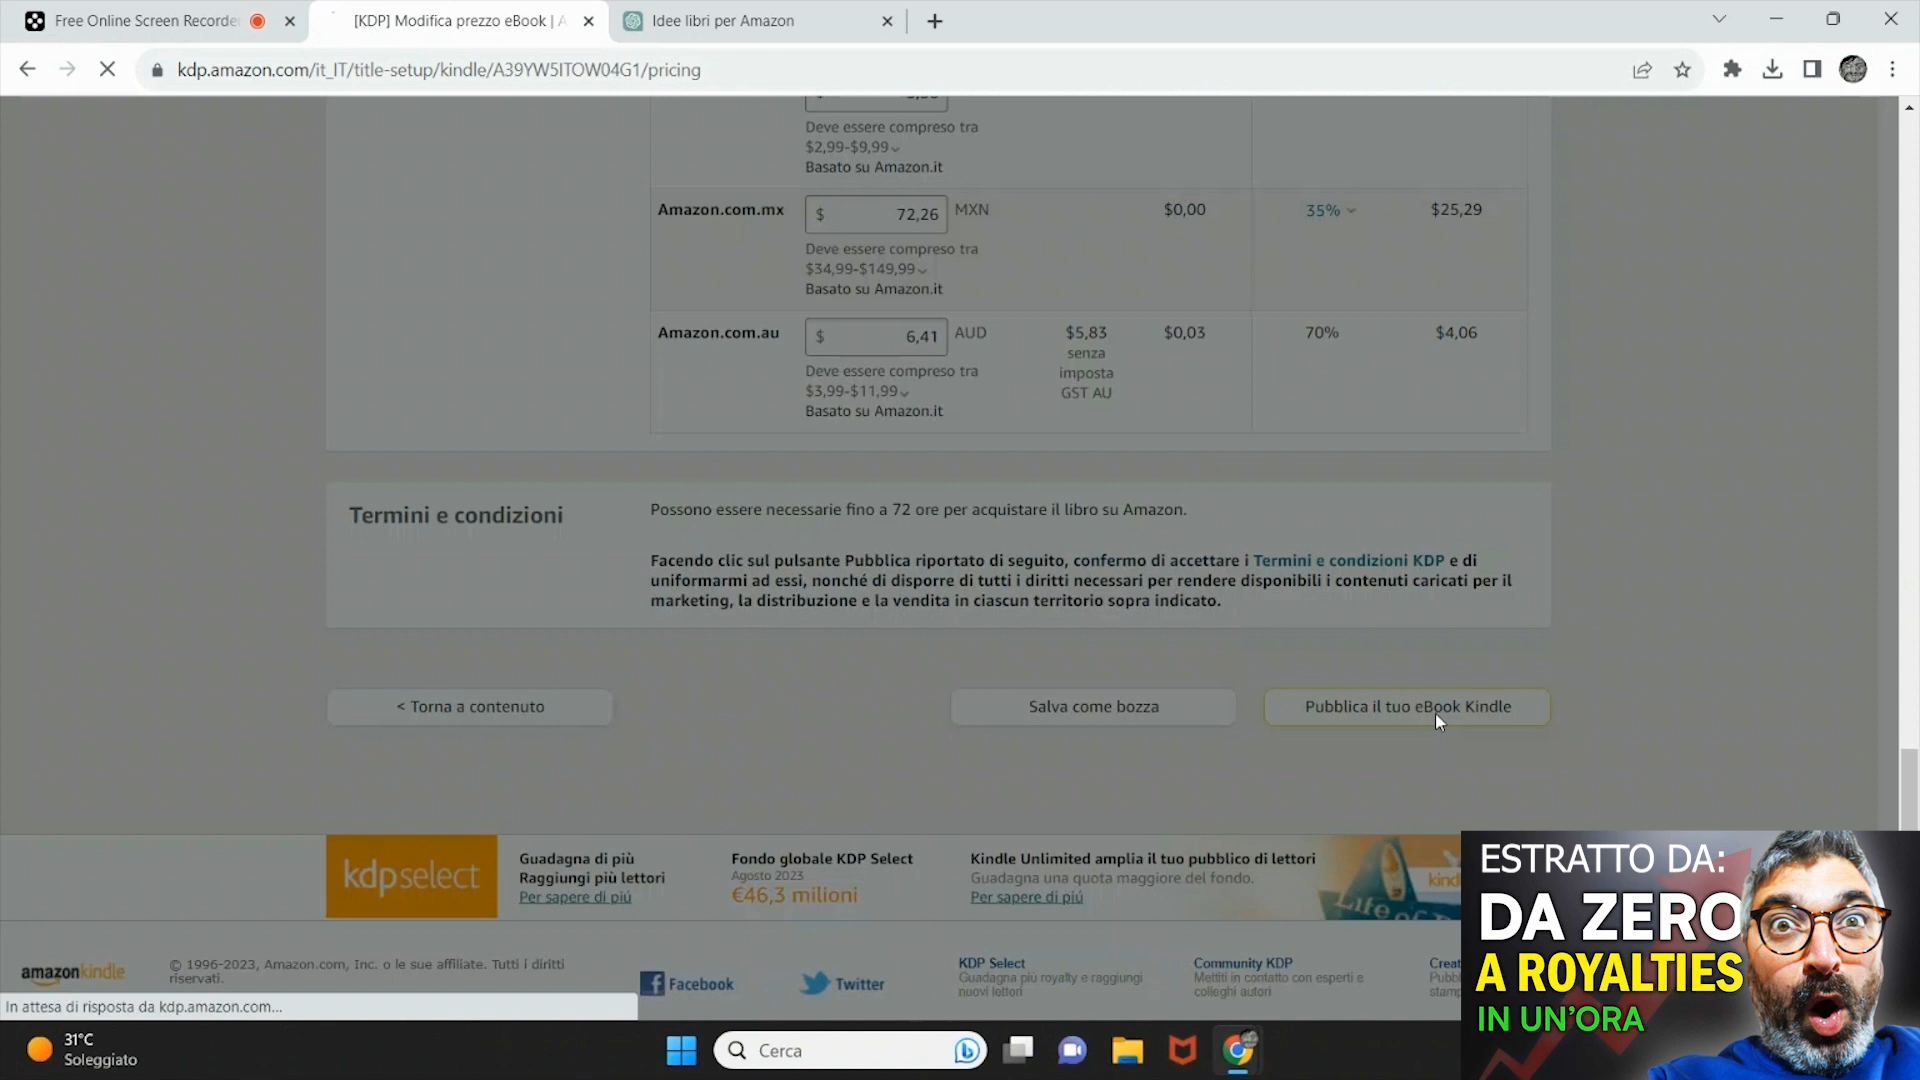 Free Online Screen Recorde
[KDP] Modifica prezzo eBook | A
Idee libri per Amazon
kdp.amazon.com/it_IT/title-setup/kindle/A39YW5ITOW04G1/pricing
Deve essere compreso tra
$2,99-$9,99
Basato su Amazon.it
Amazon.com.mx $ 72,26 MXN $0,00 35% $25,29
Deve essere compreso tra
$34,99-$149,99
Basato su Amazon.it
Amazon.com.au $ 6,41 AUD $5,83 $0,03 70% $4,06
senza
imposta
GST AU
Deve essere compreso tra
$3,99-$11,99
Basato su Amazon.it
Termini e condizioni
Possono essere necessarie fino a 72 ore per acquistare il libro su Amazon.
Facendo clic sul pulsante Pubblica riportato di seguito, confermo di accettare i Termini e condizioni KDP e di
uniformarmi ad essi, nonché di disporre di tutti i diritti necessari per rendere disponibili i contenuti caricati per il
marketing, la distribuzione e la vendita in ciascun territorio sopra indicato.
< Torna a contenuto
Salva come bozza
Pubblica il tuo eBook Kindle
kdp select
Guadagna di più
Raggiungi più lettori
Per sapere di piú
Fondo globale KDP Select
Agosto 2023
€46,3 milioni
Kindle Unlimited amplia il tuo pubblico di lettori
Guadagna una quota maggiore del fondo.
Per sapere di piú
Life of
kind
amazonkindle
© 1996-2023, Amazon.com, Inc. o le sue affiliate. Tutti i diritti
riservati.
Facebook
Twitter
KDP Select
Guadagna più royalty e raggiungi
nuovi lettori
Community KDP
Mettiti in contatto con esperti e
colleghi autori
Creat
Pubbl
stamp
In attesa di risposta da kdp.amazon.com...
31°C
Soleggiato
Cerca
ESTRATTO DA:
DA ZERO
A ROYALTIES
IN UN'ORA